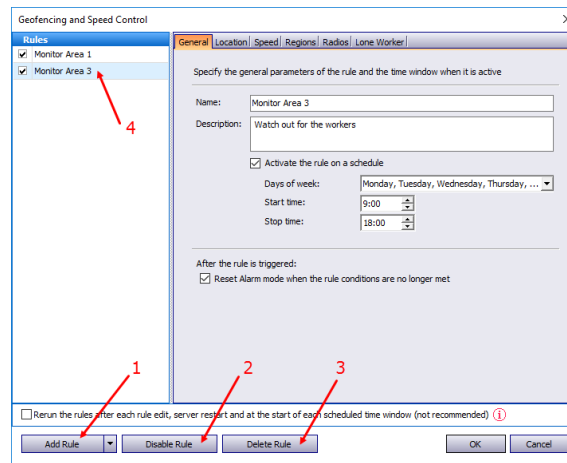 Geofencing and Speed Control
Rules
Monitor Area 1
Monitor Area 3
4
General Location Speed Regions Radios Lone Worker
Specify the general parameters of the rule and the time window when it is active
Name: Monitor Area 3
Description: Watch out for the workers
Activate the rule on a schedule
Days of week: Monday, Tuesday, Wednesday, Thursday, ...
Start time: 9:00
Stop time: 18:00
After the rule is triggered:
Reset Alarm mode when the rule conditions are no longer met
1 2 3
Rerun the rules after each rule edit, server restart and at the start of each scheduled time window (not recommended) i
Add Rule Disable Rule Delete Rule OK Cancel